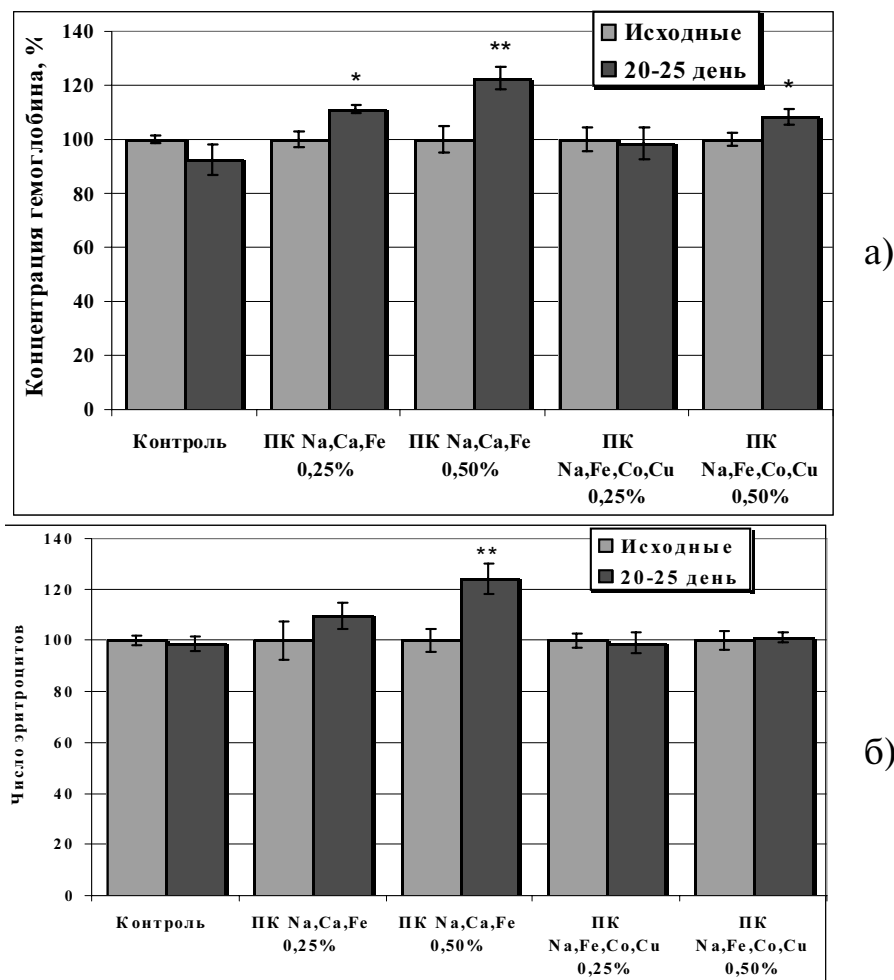 Концентрация гемоглобина, %
140
120
100
80
60
40
20
0
*
**
*
Исходные
20-25 день
Контроль
ПК Na,Ca,Fe
0,25%
ПК Na,Ca,Fe
0,50%
ПК
Na,Fe,Co,Cu
0,25%
ПК
Na,Fe,Co,Cu
0,50%
а)
Число эритроцитов
140
120
100
80
60
40
20
0
**
Исходные
20-25 день
Контроль
ПК Na,Ca,Fe
0,25%
ПК Na,Ca,Fe
0,50%
ПК
Na,Fe,Co,Cu
0,25%
ПК
Na,Fe,Co,Cu
0,50%
б)